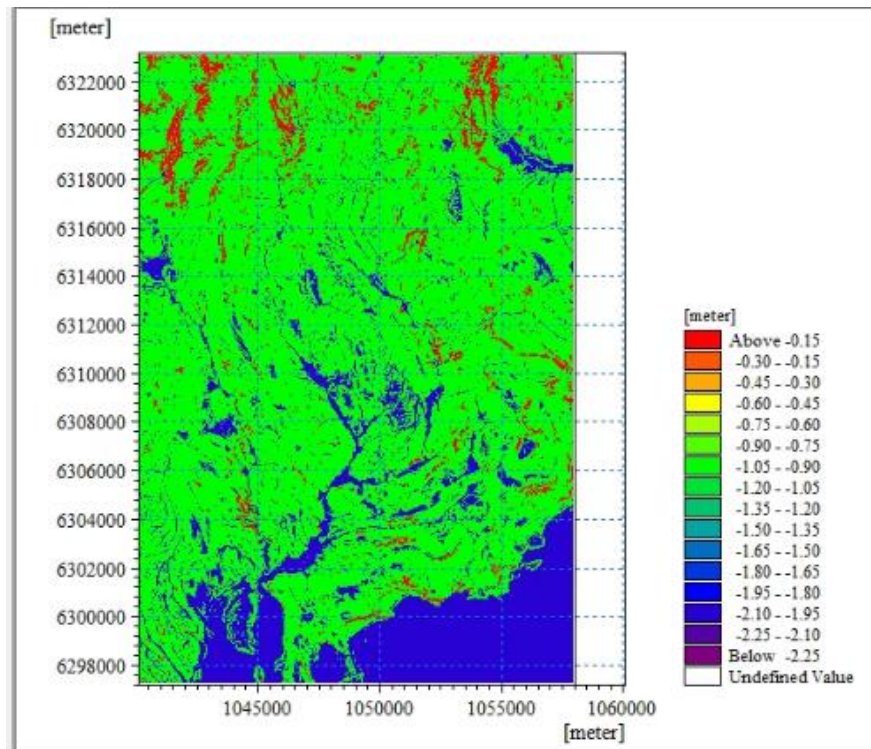 [meter]
6322000
6320000
6318000
6316000
6314000
6312000
6310000
6308000
6306000
6304000
6302000
6300000
6298000
1045000 1050000 1055000 1060000
[meter]
[meter]
Above -0.15
-0.30 - -0.15
-0.45 - -0.30
-0.60 - -0.45
-0.75 - -0.60
-0.90 - -0.75
-1.05 - -0.90
-1.20 - -1.05
-1.35 - -1.20
-1.50 - -1.35
-1.65 - -1.50
-1.80 - -1.65
-1.95 - -1.80
-2.10 - -1.95
-2.25 - -2.10
Below -2.25
Undefined Value